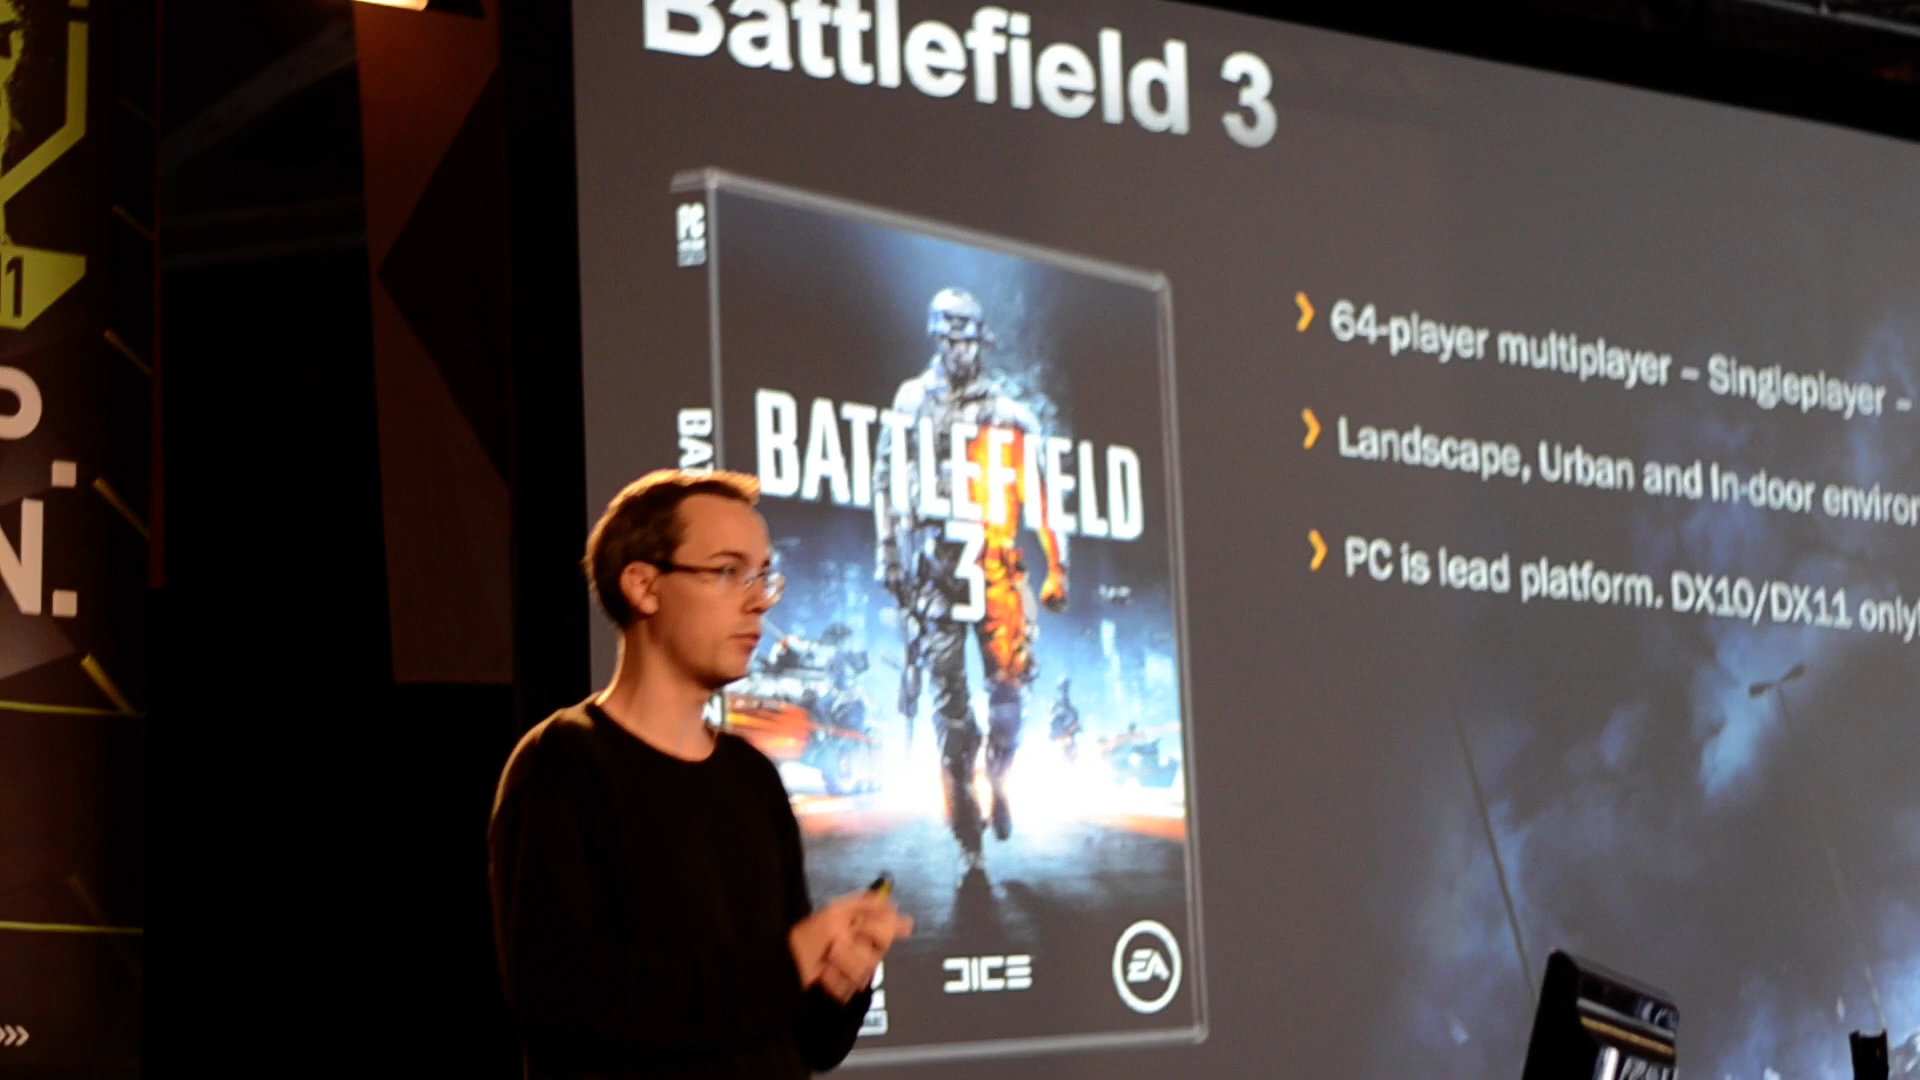 Battlefield 3
PC
64-player multiplayer – Singleplayer –
Landscape, Urban and In-door
PC is lead platform. DX10/DX11 only
BATTLEFIELD
3
DICE
EA
N.